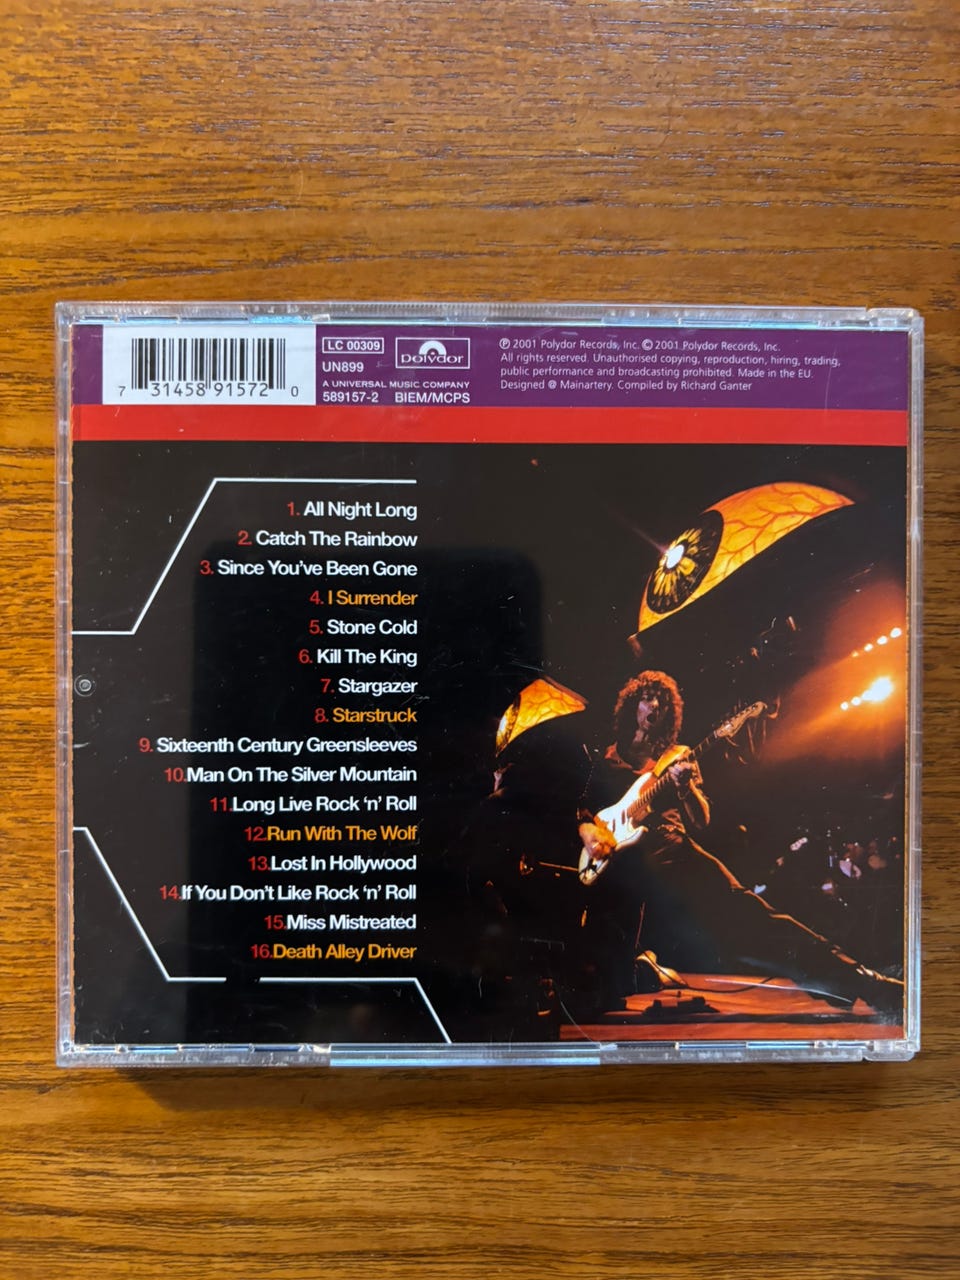 7 31458 91572 0
LC 00309
UN899
polydor
A UNIVERSAL MUSIC COMPANY
589157-2 BIEM/MCPS
℗ 2001 Polydor Records, Inc. © 2001 Polydor Records, Inc.
All rights reserved. Unauthorised copying, reproduction, hiring, trading,
public performance and broadcasting prohibited. Made in the EU.
Designed @ Mainartery. Compiled by Richard Ganter
1. All Night Long
2. Catch The Rainbow
3. Since You've Been Gone
4. I Surrender
5. Stone Cold
6. Kill The King
7. Stargazer
8. Starstruck
9. Sixteenth Century Greensleeves
10.Man On The Silver Mountain
11.Long Live Rock 'n' Roll
12.Run With The Wolf
13.Lost In Hollywood
14.If You Don't Like Rock 'n' Roll
15.Miss Mistreated
16.Death Alley Driver